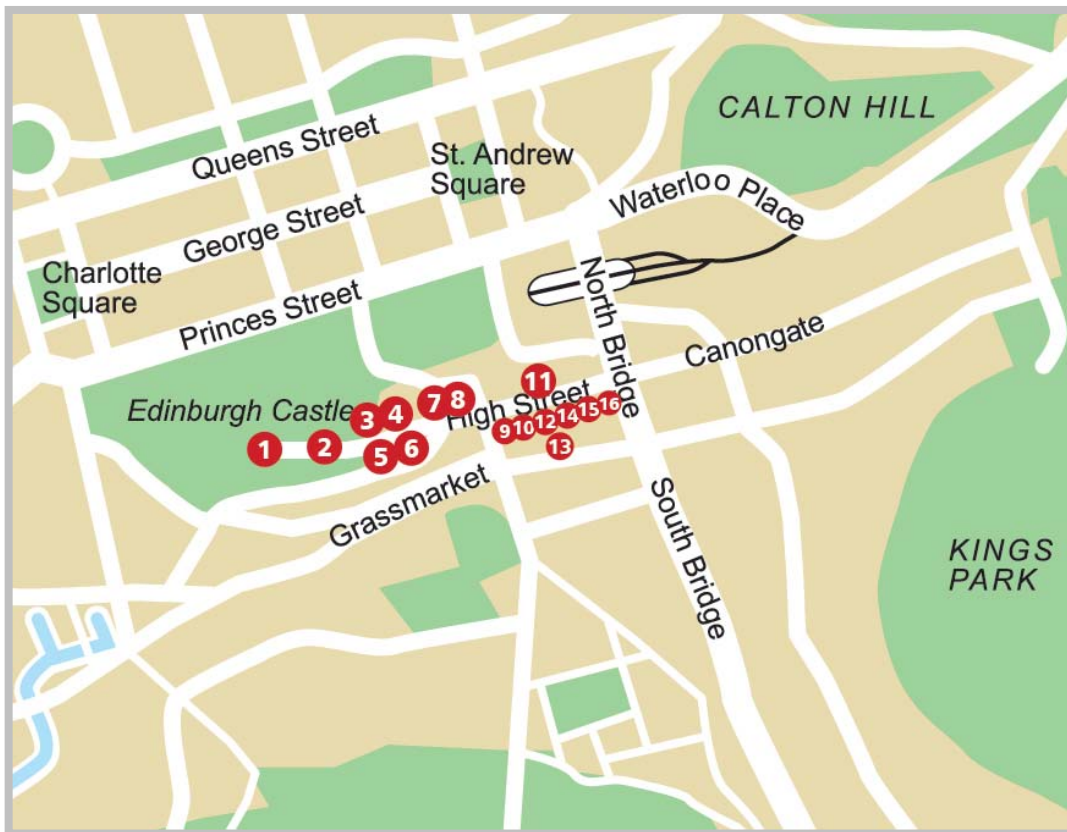 CALTON HILL
Queens Street
St. Andrew
Square
Waterloo Place
George Street
Charlotte
Square
North Bridge
Princes Street
Canongate
Edinburgh Castle
High Street
1
2
3
4
5
6
7
8
9
10
11
12
13
14
15
16
Grassmarket
South Bridge
KINGS
PARK